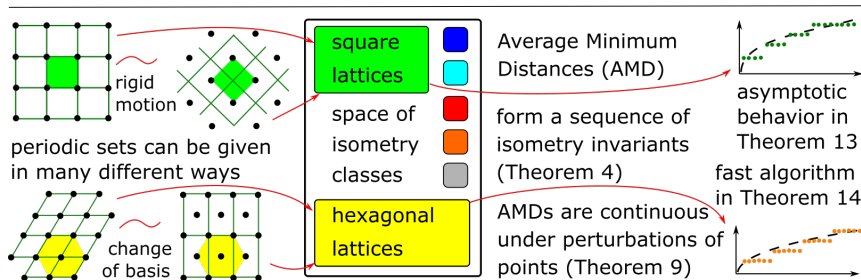 rigid
motion
periodic sets can be given
in many different ways
change
of basis
square
lattices
space of
isometry
classes
hexagonal
lattices
Average Minimum
Distances (AMD)
form a sequence of
isometry invariants
(Theorem 4)
AMDs are continuous
under perturbations of
points (Theorem 9)
asymptotic
behavior in
Theorem 13
fast algorithm
in Theorem 14